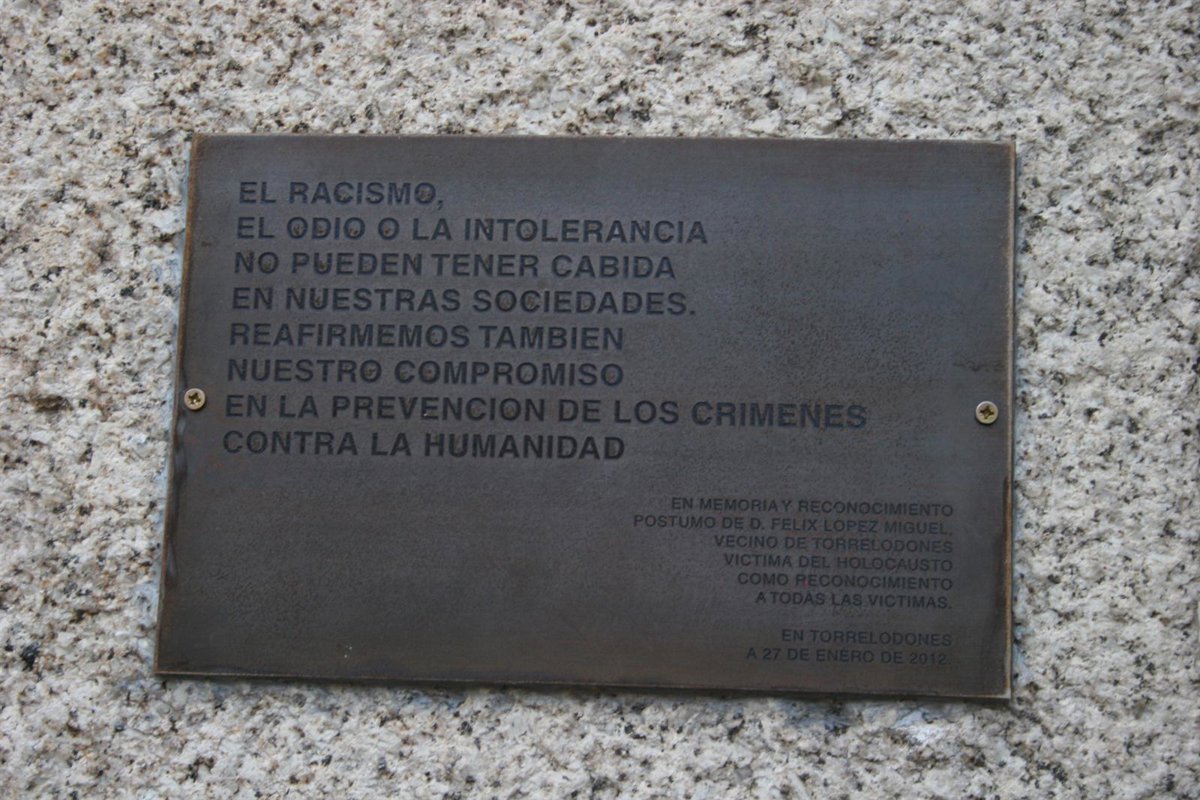 EL RACISMO,
EL ODIO O LA INTOLERANCIA
NO PUEDEN TENER CABIDA
EN NUESTRAS SOCIEDADES.
REAFIRMEMOS TAMBIEN
NUESTRO COMPROMISO
EN LA PREVENCION DE LOS CRIMENES
CONTRA LA HUMANIDAD
EN MEMORIA Y RECONOCIMIENTO
POSTUMO DE D. FELIX LOPEZ MIGUEL,
VECINO DE TORRELODONES
VICTIMA DEL HOLOCAUSTO
COMO RECONOCIMIENTO
A TODAS LAS VICTIMAS.
EN TORRELODONES
A 27 DE ENERO DE 2012.